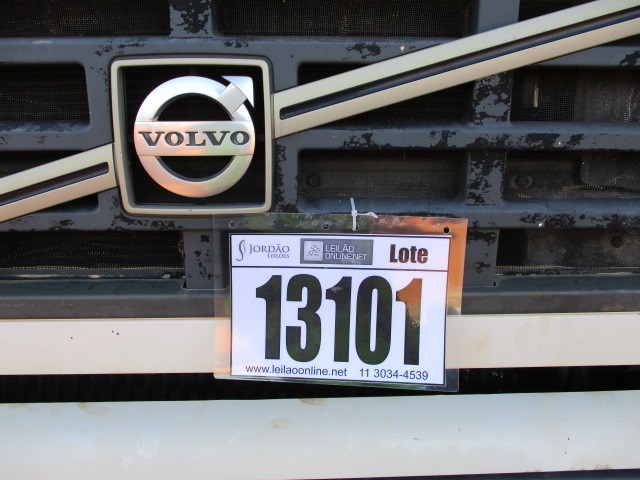 VOLVO
JORDÃO
LEILÕES
LEILÃO
ONLINE.NET
Lote
13101
www.leilaoonline.net 11 3034-4539